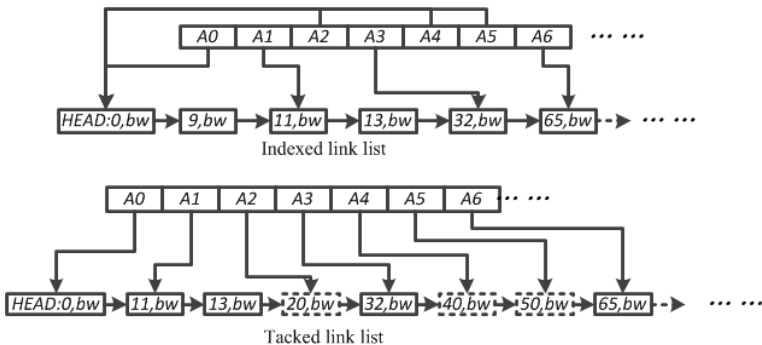 A0 A1 A2 A3 A4 A5 A6 ... ...
HEAD:0,bw 9,bw 11,bw 13,bw 32,bw 65,bw ... ...
Indexed link list
A0 A1 A2 A3 A4 A5 A6 ... ...
HEAD:0,bw 11,bw 13,bw 20,bw 32,bw 40,bw 50,bw 65,bw ... ...
Tacked link list